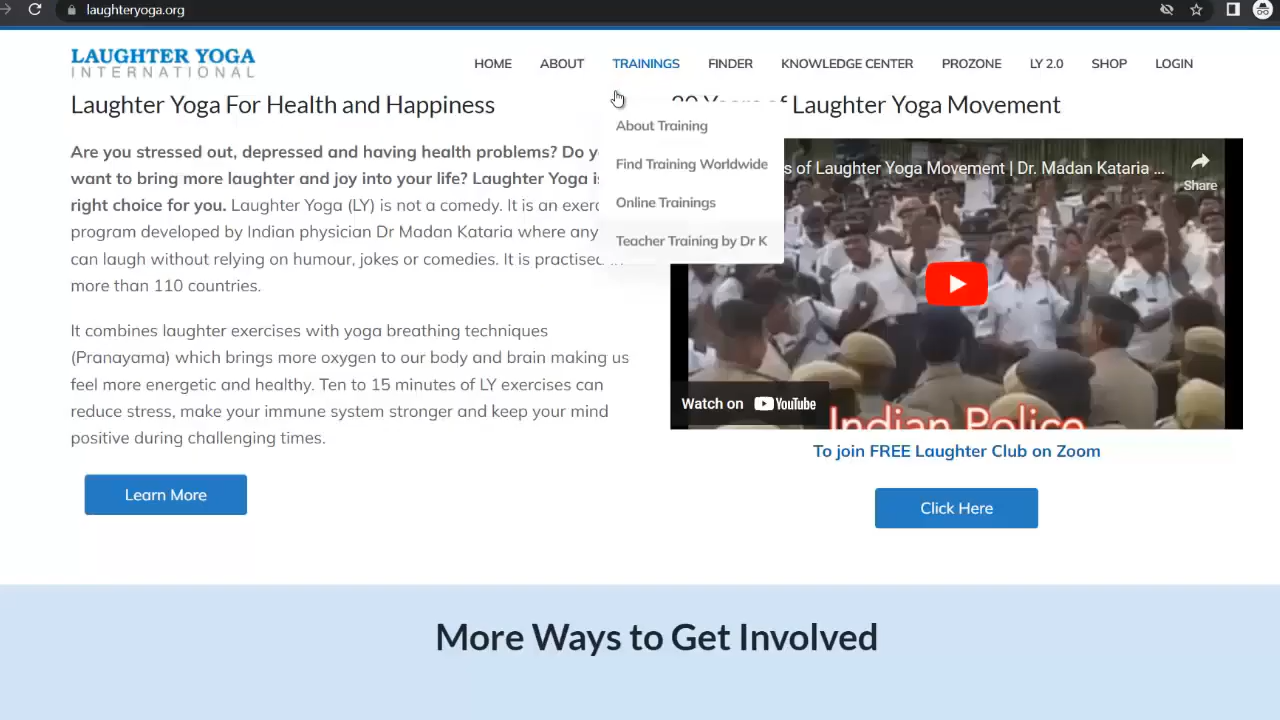 laughteryoga.org
LAUGHTER YOGA
INTERNATIONAL
HOME ABOUT TRAININGS FINDER KNOWLEDGE CENTER PROZONE LY 2.0 SHOP LOGIN
Laughter Yoga For Health and Happiness
Are you stressed out, depressed and having health problems? Do
want to bring more laughter and joy into your life? Laughter Yoga
right choice for you. Laughter Yoga (LY) is not a comedy. It is an
program developed by Indian physician Dr Madan Kataria where
can laugh without relying on humour, jokes or comedies. It is practised in
more than 110 countries.
It combines laughter exercises with yoga breathing techniques
(Pranayama) which brings more oxygen to our body and brain making us
feel more energetic and healthy. Ten to 15 minutes of LY exercises can
reduce stress, make your immune system stronger and keep your mind
positive during challenging times.
Learn More
About Training
Find Training Worldwide
Online Trainings
Teacher Training by Dr K
Years of Laughter Yoga Movement
of Laughter Yoga Movement | Dr. Madan Kataria ...
Share
Watch on YouTube
Indian Police
To join FREE Laughter Club on Zoom
Click Here
More Ways to Get Involved